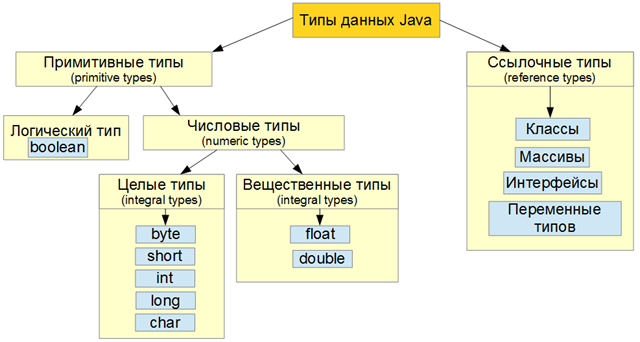 Типы данных Java
Примитивные типы
(primitive types)
Ссылочные типы
(reference types)
Логический тип
boolean
Числовые типы
(numeric types)
Классы
Массивы
Интерфейсы
Переменные
типов
Целые типы
(integral types)
byte
short
int
long
char
Вещественные типы
(integral types)
float
double